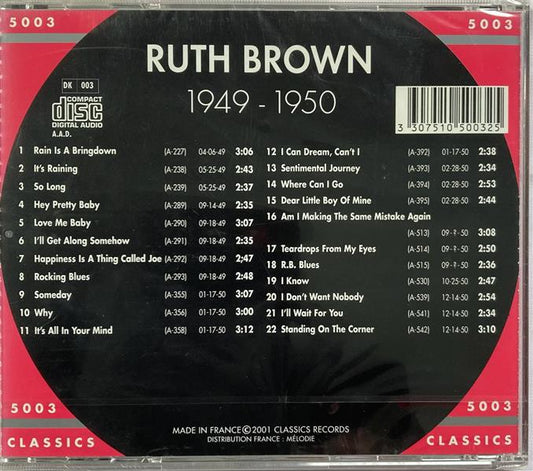 5003
5003
RUTH BROWN
1949 - 1950
DK 003
COMPACT
disc
DIGITAL AUDIO
A.A.D.
3 307510 500325
1 Rain Is A Bringdown (A-227) 04-06-49 3:06
2 It's Raining (A-238) 05-25-49 2:43
3 So Long (A-239) 05-25-49 2:37
4 Hey Pretty Baby (A-289) 09-14-49 2:35
5 Love Me Baby (A-290) 09-18-49 3:07
6 I'll Get Along Somehow (A-291) 09-18-49 2:35
7 Happiness Is A Thing Called Joe (A-292) 09-18-49 2:47
8 Rocking Blues (A-293) 09-18-49 2:48
9 Someday (A-355) 01-17-50 3:07
10 Why (A-356) 01-17-50 3:00
11 It's All In Your Mind (A-358) 01-17-50 3:12
12 I Can Dream, Can't I (A-392) 01-17-50 2:38
13 Sentimental Journey (A-393) 02-28-50 2:34
14 Where Can I Go (A-394) 02-28-50 2:53
15 Dear Little Boy Of Mine (A-395) 02-28-50 2:44
16 Am I Making The Same Mistake Again
(A-513) 09-?-50 3:08
17 Teardrops From My Eyes (A-514) 09-?-50 2:50
18 R.B. Blues (A-515) 09-?-50 2:36
19 I Know (A-530) 10-25-50 2:47
20 I Don't Want Nobody (A-539) 12-14-50 2:54
21 I'll Wait For You (A-541) 12-14-50 2:34
22 Standing On The Corner (A-542) 12-14-50 3:10
5003
5003
CLASSICS
MADE IN FRANCE © 2001 CLASSICS RECORDS
DISTRIBUTION FRANCE : MÉLODIE
CLASSICS